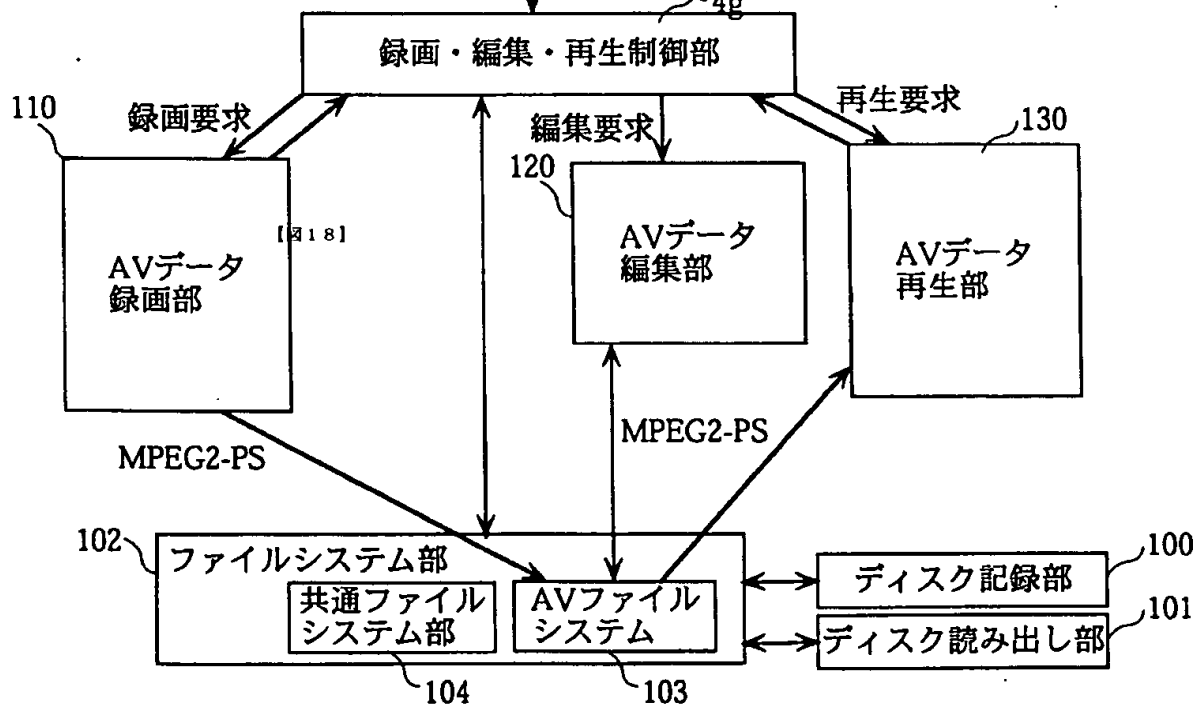 4g
録画・編集・再生制御部
110
録画要求
編集要求
再生要求
130
120
【図18】
AVデータ
録画部
AVデータ
編集部
AVデータ
再生部
MPEG2-PS
MPEG2-PS
102
ファイルシステム部
共通ファイル
システム部
AVファイル
システム
ディスク記録部
100
ディスク読み出し部
101
104
103